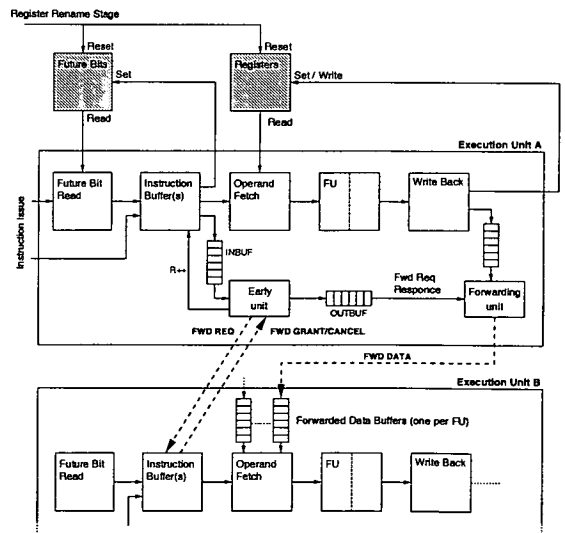 Register Rename Stage
Reset
Reset
Future Bits
Set
Registers
Set / Write
Read
Read
Execution Unit A
Future Bit
Read
Instruction
Buffer(s)
Operand
Fetch
FU
Write Back
Instruction Issue
INBUF
R++
Early
unit
OUTBUF
Fwd Req
Responce
Forwarding
unit
FWD REQ
FWD GRANT/CANCEL
FWD DATA
Execution Unit B
Forwarded Data Buffers (one per FU)
Future Bit
Read
Instruction
Buffer(s)
Operand
Fetch
FU
Write Back